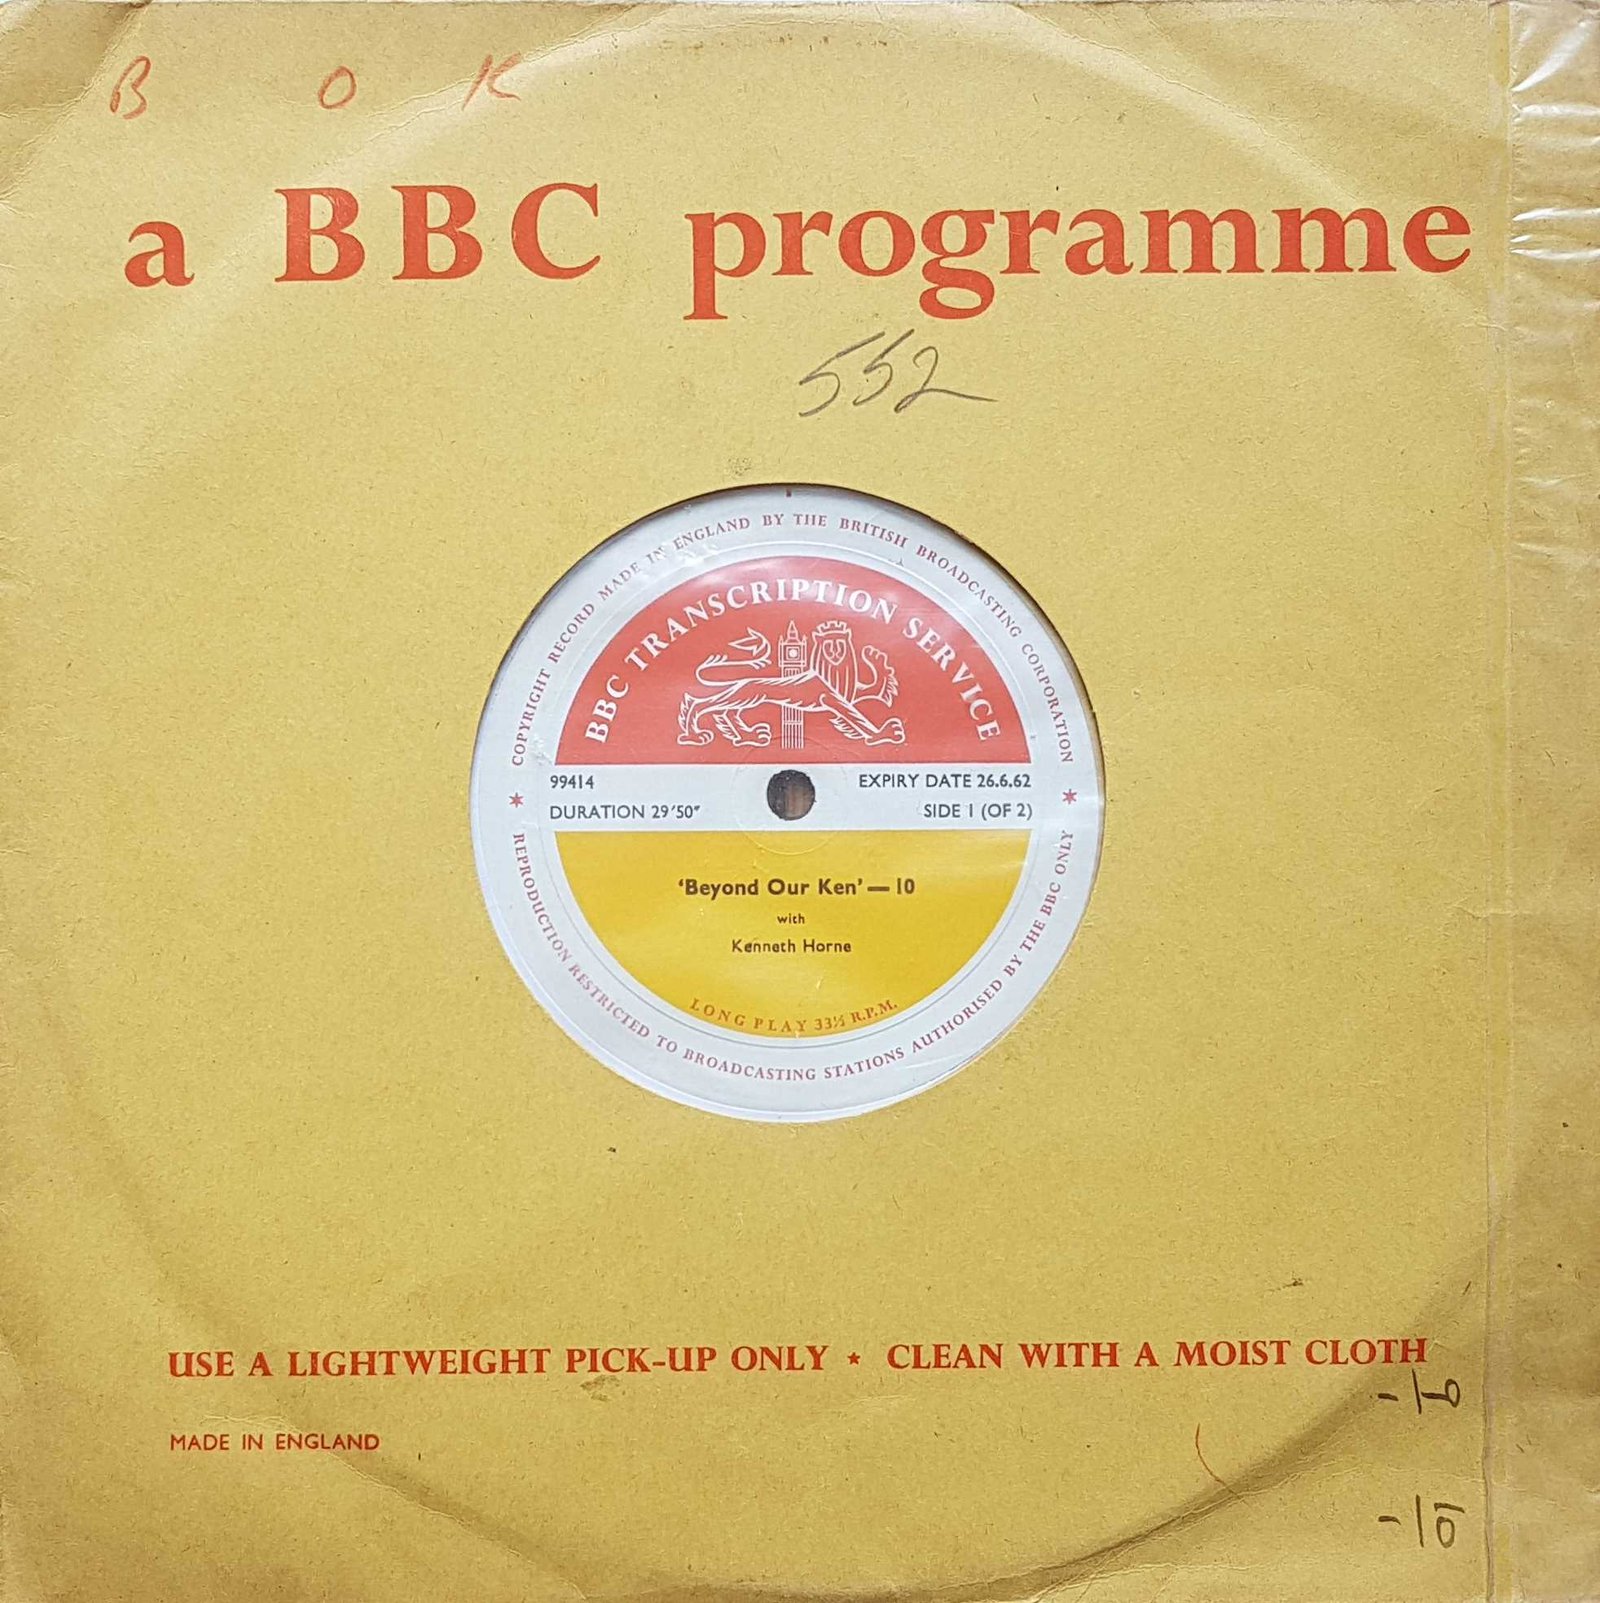 B O K
a BBC programme
552
COPYRIGHT RECORD MADE IN ENGLAND BY THE BRITISH BROADCASTING CORPORATION
BBC TRANSCRIPTION SERVICE
99414 EXPIRY DATE 26.6.62
DURATION 29'50" SIDE 1 (OF 2)
'Beyond Our Ken' — 10
with
Kenneth Horne
LONG PLAY 33⅓ R.P.M.
REPRODUCTION RESTRICTED TO BROADCASTING STATIONS AUTHORISED BY THE BBC ONLY
USE A LIGHTWEIGHT PICK-UP ONLY ★ CLEAN WITH A MOIST CLOTH
MADE IN ENGLAND